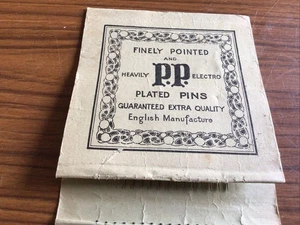 FINELY POINTED
AND
HEAVILY P.P. ELECTRO
PLATED PINS
GUARANTEED EXTRA QUALITY
English Manufacture